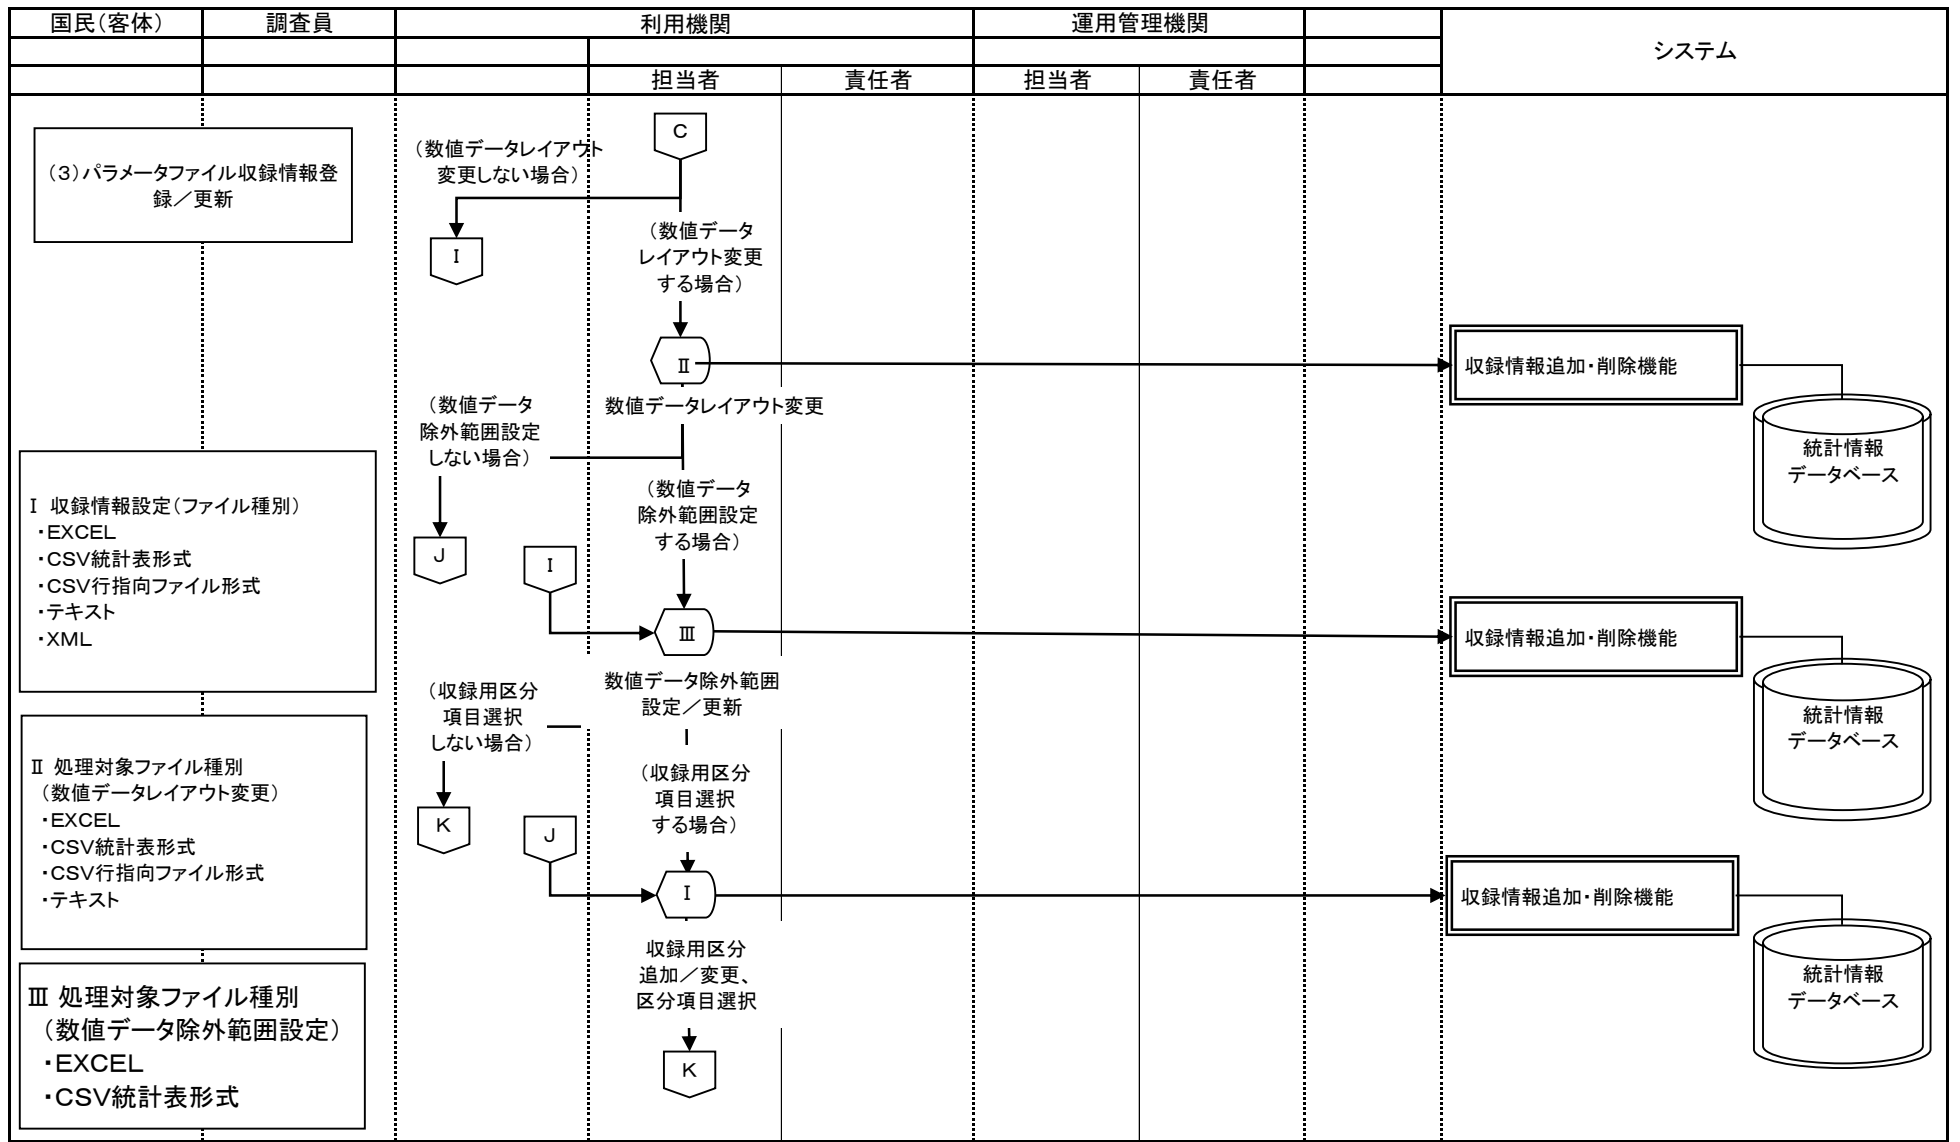 国民（客体）
調査員
利用機関
運用管理機関
システム
担当者
責任者
担当者
責任者
（３）パラメータファイル収録情報登
録／更新
Ｃ
（数値データレイアウト
変更しない場合）
Ｉ
（数値データ
レイアウト変更
する場合）
Ⅱ
収録情報追加・削除機能
統計情報
データベース
数値データレイアウト変更
（数値データ
除外範囲設定
しない場合）
Ｊ
（数値データ
除外範囲設定
する場合）
Ｉ
Ⅲ
収録情報追加・削除機能
統計情報
データベース
Ⅰ 収録情報設定（ファイル種別）
・EXCEL
・CSV統計表形式
・CSV行指向ファイル形式
・テキスト
・XML
数値データ除外範囲
設定／更新
（収録用区分
項目選択
しない場合）
Ｋ
（収録用区分
項目選択
する場合）
Ｊ
Ⅰ
収録情報追加・削除機能
統計情報
データベース
Ⅱ 処理対象ファイル種別
（数値データレイアウト変更）
・EXCEL
・CSV統計表形式
・CSV行指向ファイル形式
・テキスト
収録用区分
追加／変更、
区分項目選択
Ｋ
Ⅲ 処理対象ファイル種別
（数値データ除外範囲設定）
・EXCEL
・CSV統計表形式